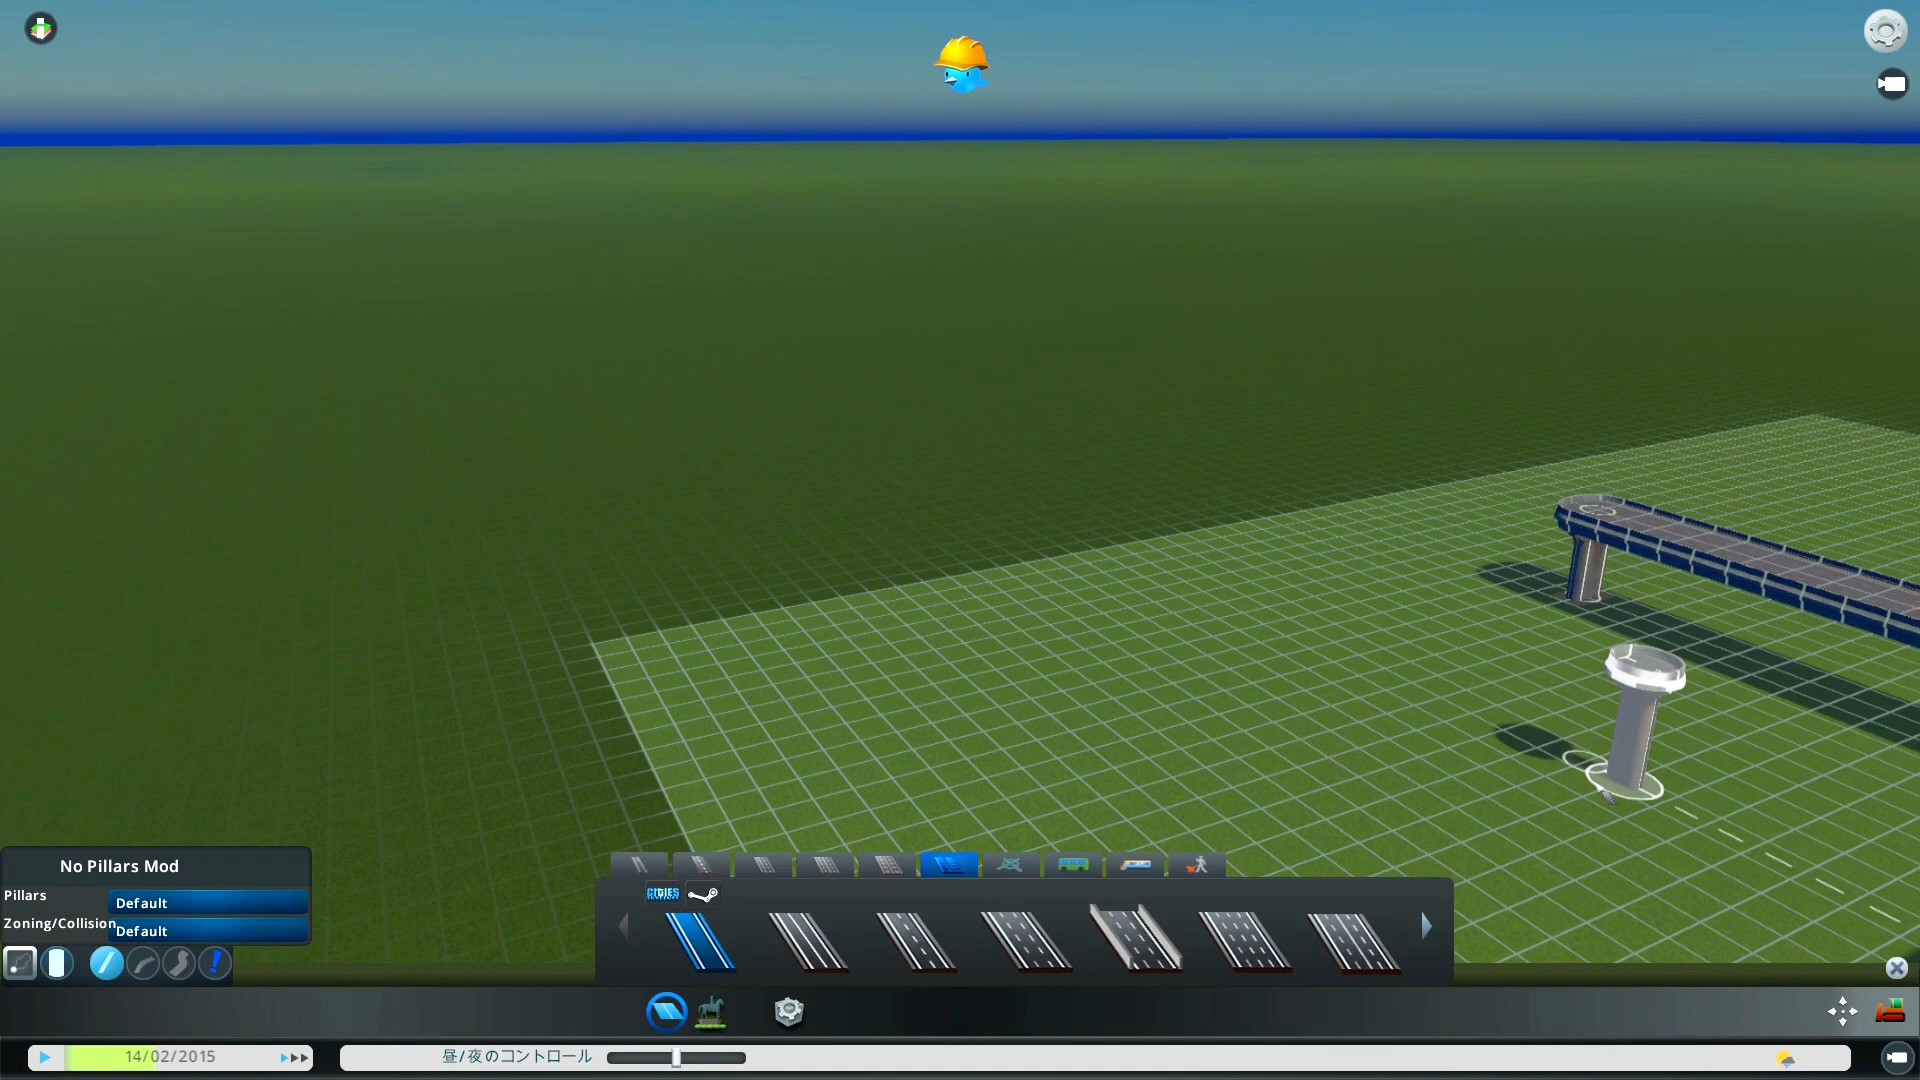 No Pillars Mod
Pillars
Default
Zoning/Collision
Default
CITIES
14/02/2015
昼/夜のコントロール